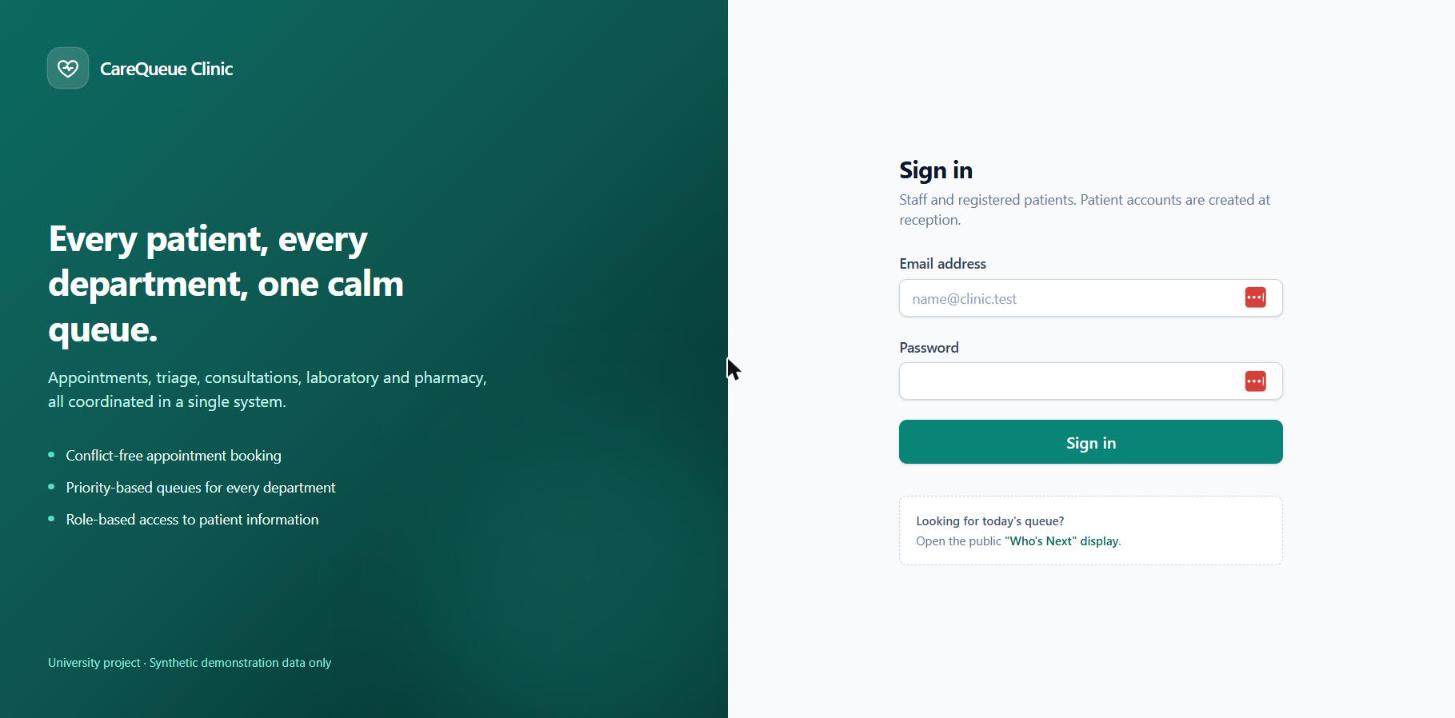 CareQueue Clinic
Every patient, every
department, one calm
queue.
Appointments, triage, consultations, laboratory and pharmacy,
all coordinated in a single system.
Conflict-free appointment booking
Priority-based queues for every department
Role-based access to patient information
University project · Synthetic demonstration data only
Sign in
Staff and registered patients. Patient accounts are created at
reception.
Email address
name@clinic.test
Password
Sign in
Looking for today's queue?
Open the public "Who's Next" display.